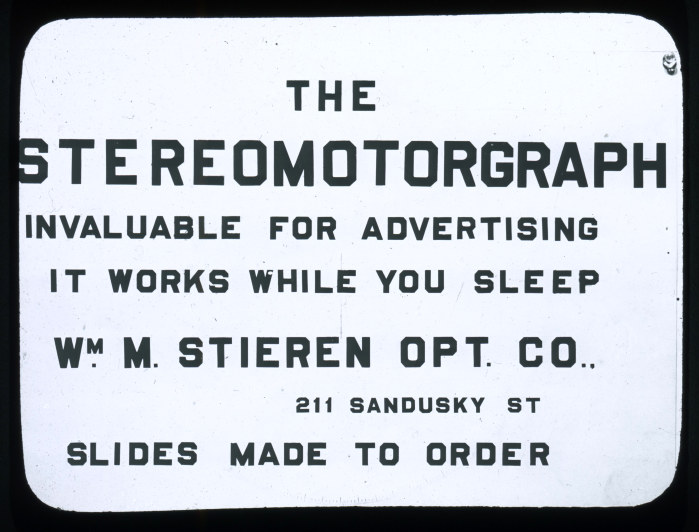 THE
STEREOMOTORGRAPH
INVALUABLE FOR ADVERTISING
IT WORKS WHILE YOU SLEEP
WM. M. STIEREN OPT. CO.,
211 SANDUSKY ST
SLIDES MADE TO ORDER